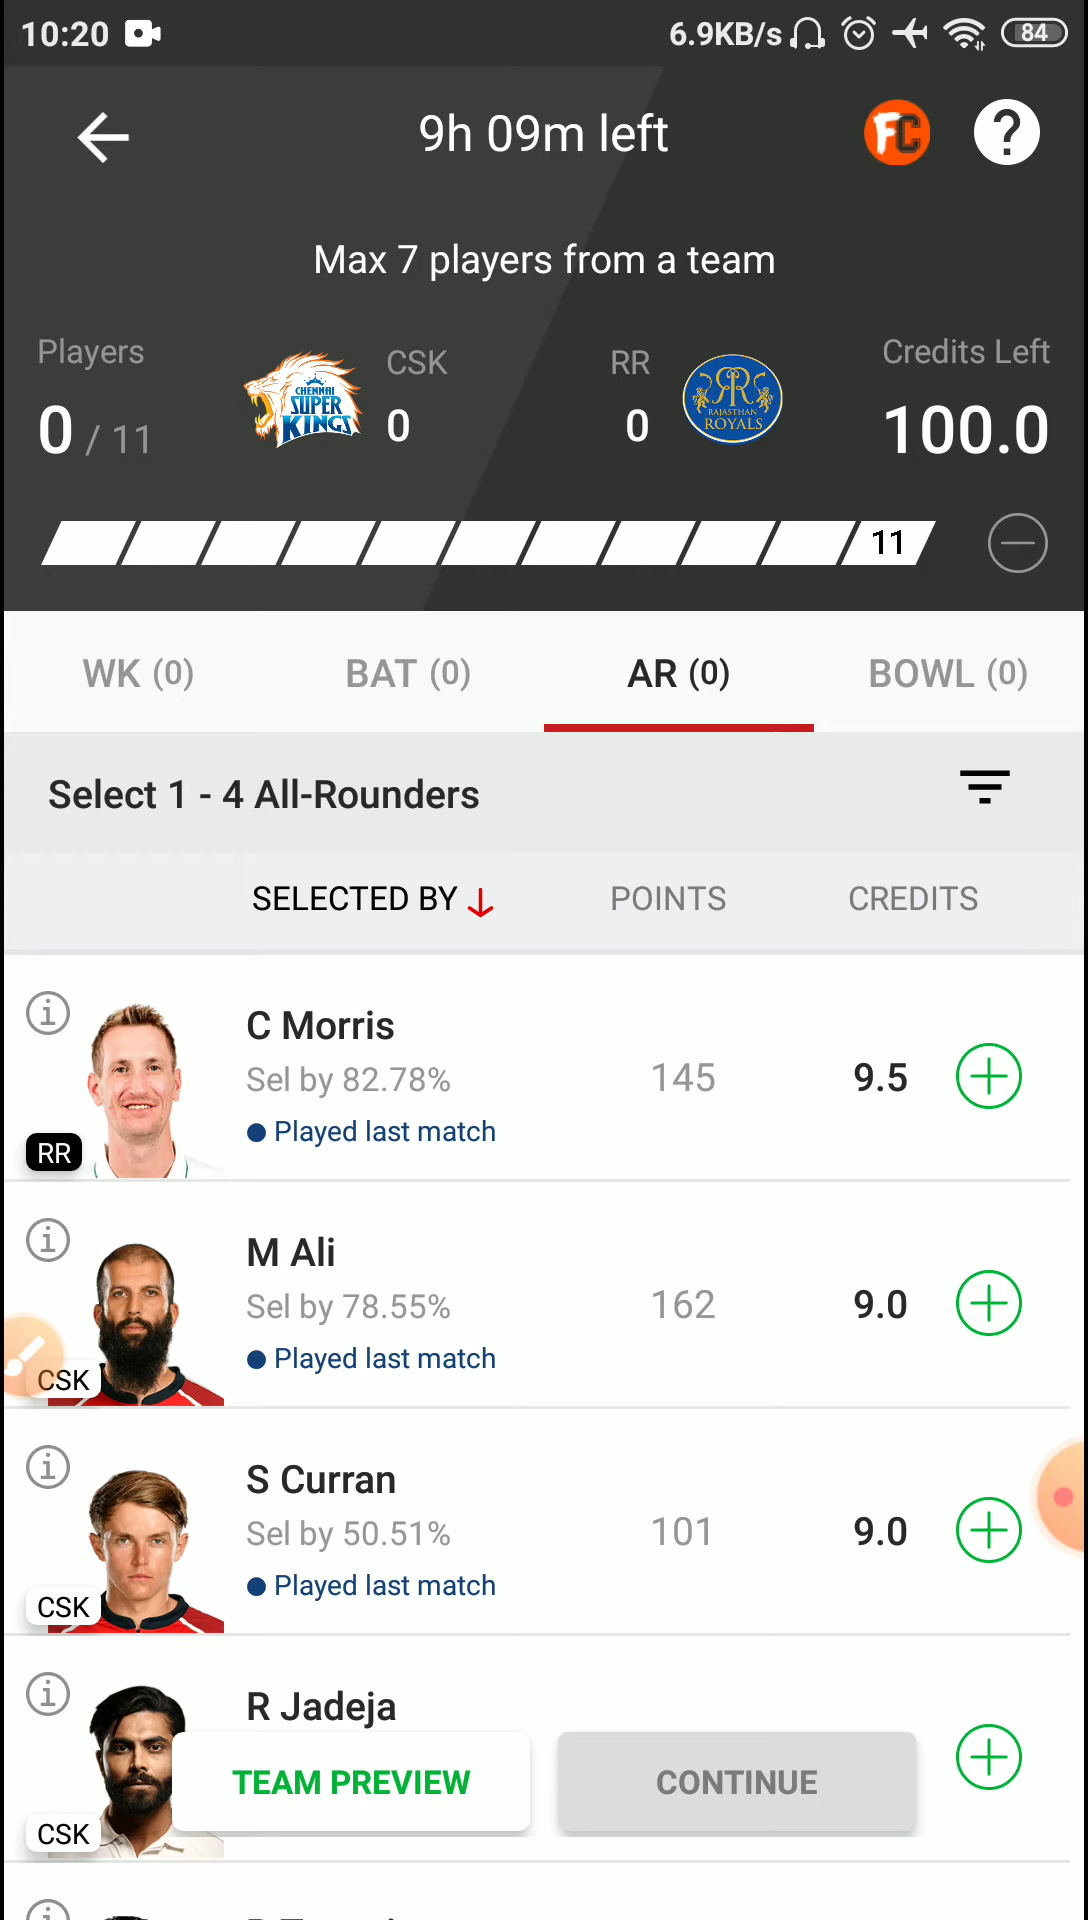 10:20 6.9KB/s 84
9h 09m left FC ?
Max 7 players from a team
Players CSK RR Credits Left
CHENNAI SUPER KINGS
RR RAJASTHAN ROYALS
0 / 11 0 0 100.0
11
WK (0) BAT (0) AR (0) BOWL (0)
Select 1 - 4 All-Rounders
SELECTED BY POINTS CREDITS
C Morris
Sel by 82.78% 145 9.5
Played last match
RR
M Ali
Sel by 78.55% 162 9.0
Played last match
CSK
S Curran
Sel by 50.51% 101 9.0
Played last match
CSK
R Jadeja
TEAM PREVIEW CONTINUE
CSK